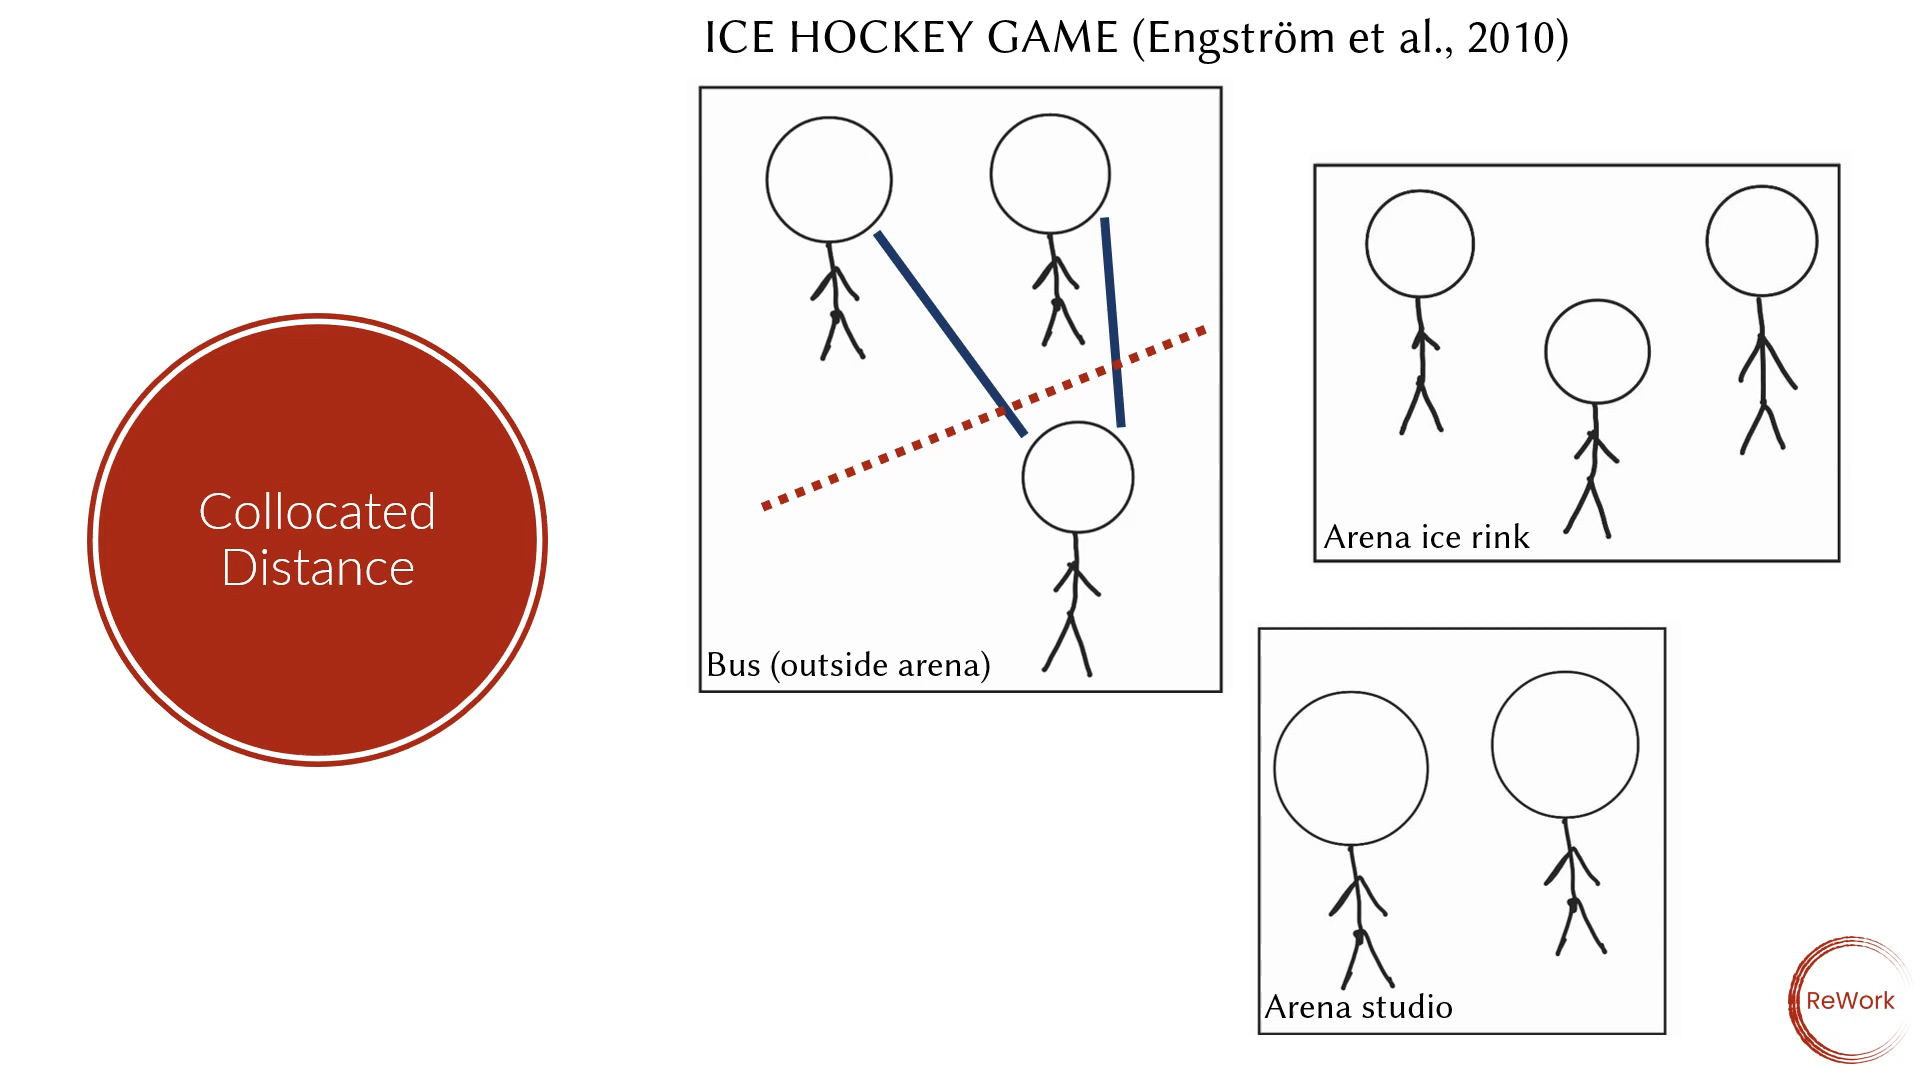 ICE HOCKEY GAME (Engström et al., 2010)
Collocated
Distance
Bus (outside arena)
Arena ice rink
Arena studio
ReWork